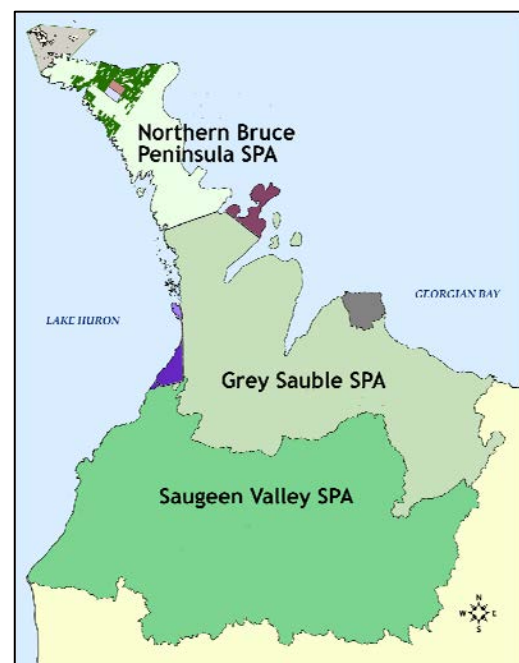 Northern Bruce
Peninsula SPA
LAKE HURON
GEORGIAN BAY
Grey Sauble SPA
Saugeen Valley SPA
N
W E
S